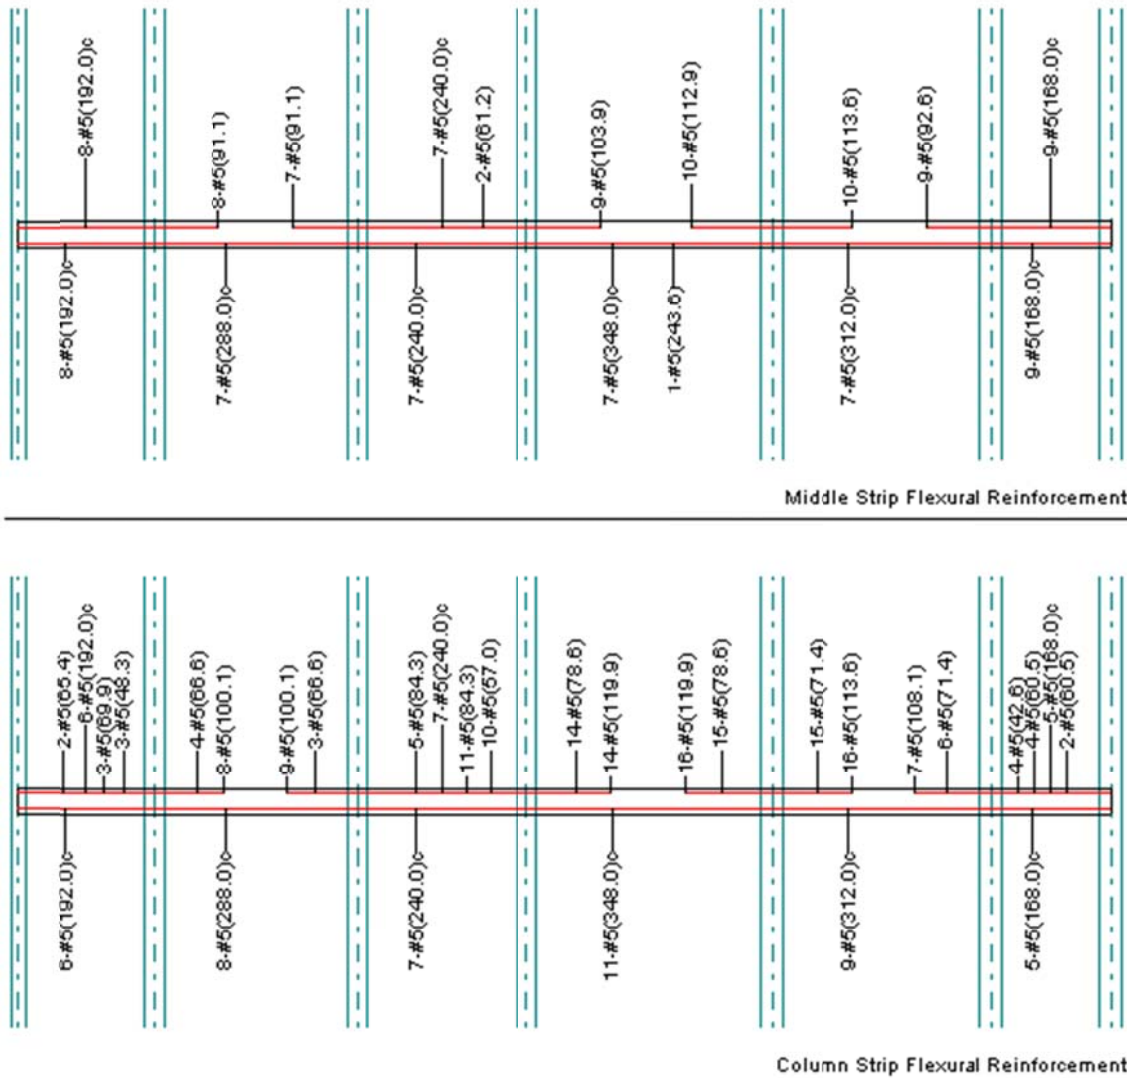 8-#5(192.0)c
8-#5(91.1)
7-#5(91.1)
7-#5(240.0)c
2-#5(61.2)
9-#5(103.9)
10-#5(112.9)
10-#5(113.6)
9-#5(92.6)
9-#5(168.0)c
8-#5(192.0)c
7-#5(288.0)c
7-#5(240.0)c
7-#5(348.0)c
1-#5(243.6)
7-#5(312.0)c
9-#5(168.0)c
Middle Strip Flexural Reinforcement
2-#5(65.4)
6-#5(192.0)c
3-#5(69.9)
3-#5(48.3)
4-#5(66.6)
8-#5(100.1)
9-#5(100.1)
3-#5(66.6)
5-#5(84.3)
7-#5(240.0)c
11-#5(84.3)
10-#5(57.0)
14-#5(78.6)
14-#5(119.9)
16-#5(119.9)
15-#5(78.6)
15-#5(71.4)
16-#5(113.6)
7-#5(108.1)
6-#5(71.4)
4-#5(42.6)
4-#5(60.5)
5-#5(168.0)c
2-#5(60.5)
6-#5(192.0)c
8-#5(288.0)c
7-#5(240.0)c
11-#5(348.0)c
9-#5(312.0)c
5-#5(168.0)c
Column Strip Flexural Reinforcement